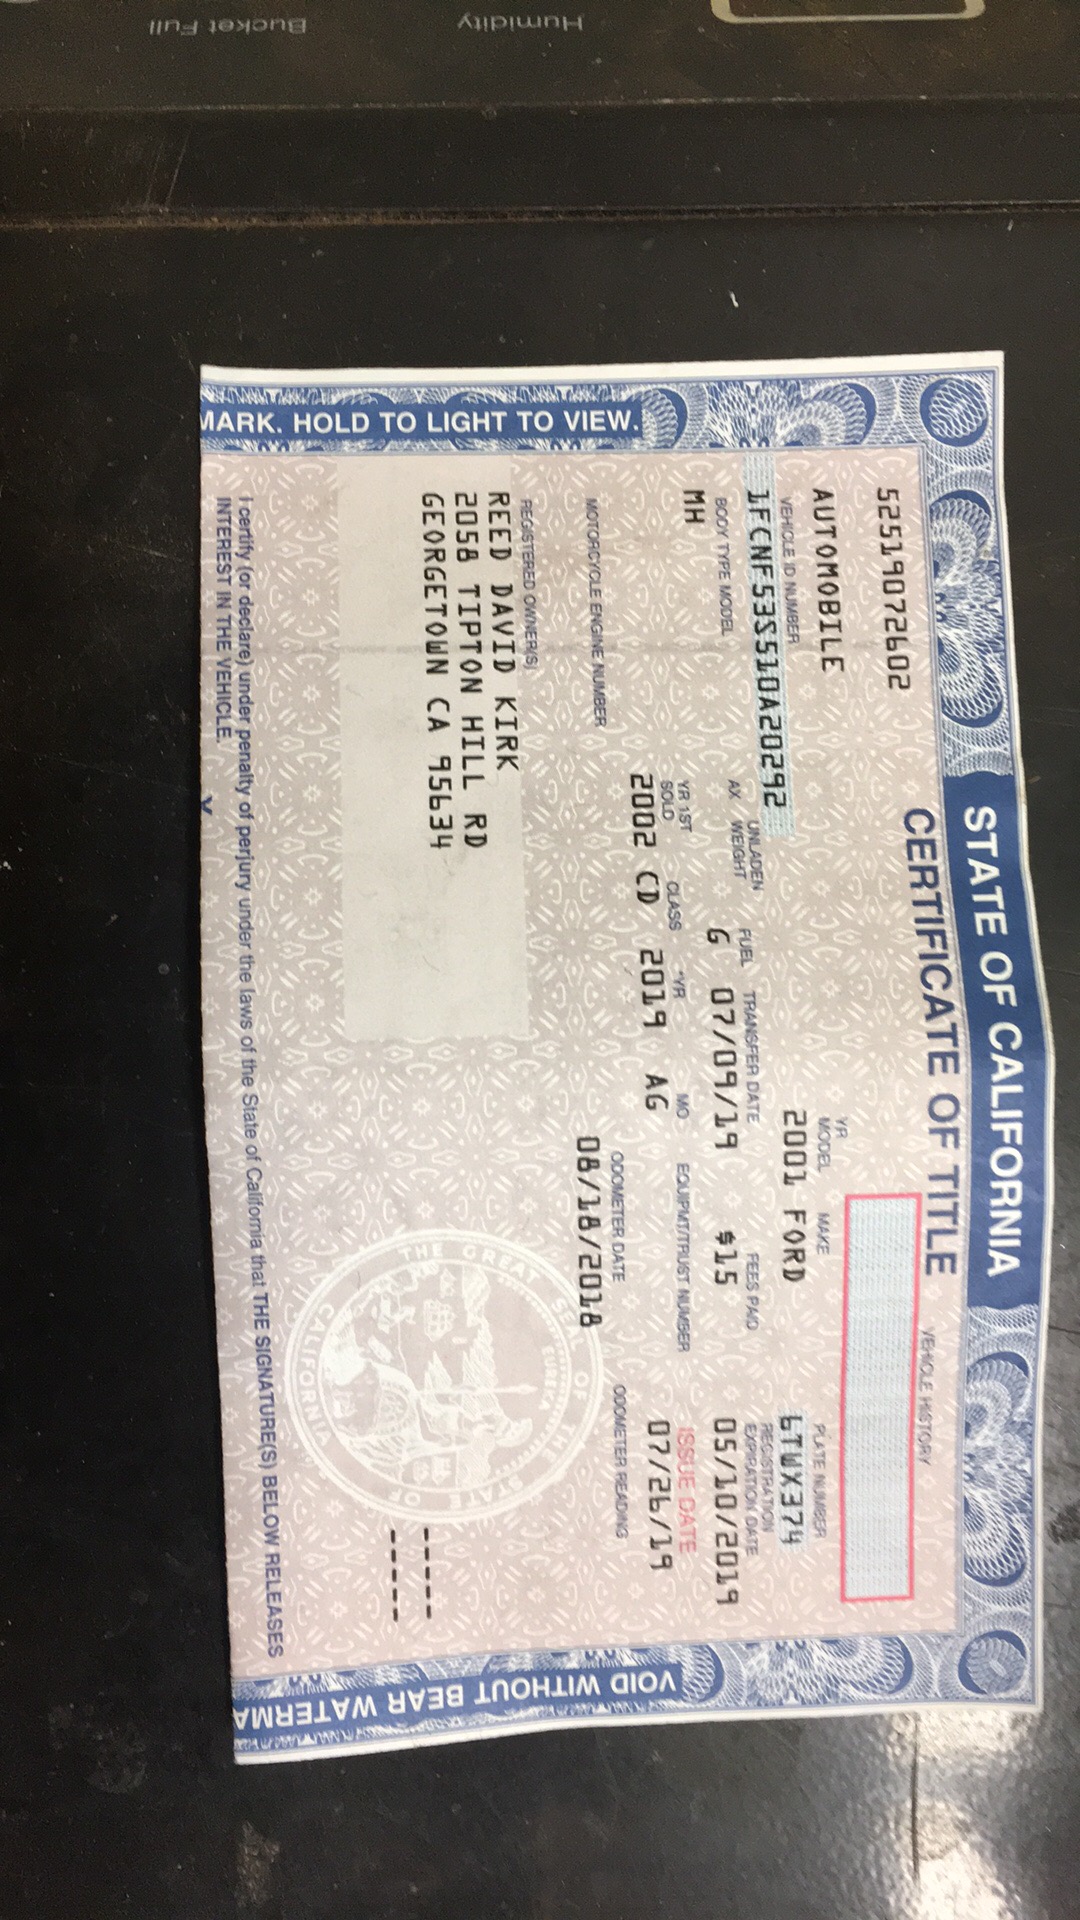 Bucket Full
Humidity
STATE OF CALIFORNIA
CERTIFICATE OF TITLE
VEHICLE HISTORY
52519072602
AUTOMOBILE
VEHICLE ID NUMBER
YR MODEL
MAKE
PLATE NUMBER
1FCNF53S510A20292
2001 FORD
6TWX374
BODY TYPE MODEL
AX
UNLADEN WEIGHT
FUEL
TRANSFER DATE
FEES PAID
REGISTRATION EXPIRATION DATE
MH
G
07/09/19
$15
05/10/2019
YR 1ST SOLD
CLASS
*YR
MO
EQUIPMT/TRUST NUMBER
ISSUE DATE
2002 CD 2019 AG
07/26/19
MOTORCYCLE ENGINE NUMBER
ODOMETER DATE
ODOMETER READING
08/18/2018
REGISTERED OWNER(S)
REED DAVID KIRK
2058 TIPTON HILL RD
GEORGETOWN CA 95634
-----
-----
I certify (or declare) under penalty of perjury under the laws of the State of California that THE SIGNATURE(S) BELOW RELEASES
INTEREST IN THE VEHICLE.
MARK. HOLD TO LIGHT TO VIEW.
VOID WITHOUT BEAR WATERMA
THE GREAT SEAL OF THE STATE OF CALIFORNIA
EUREKA